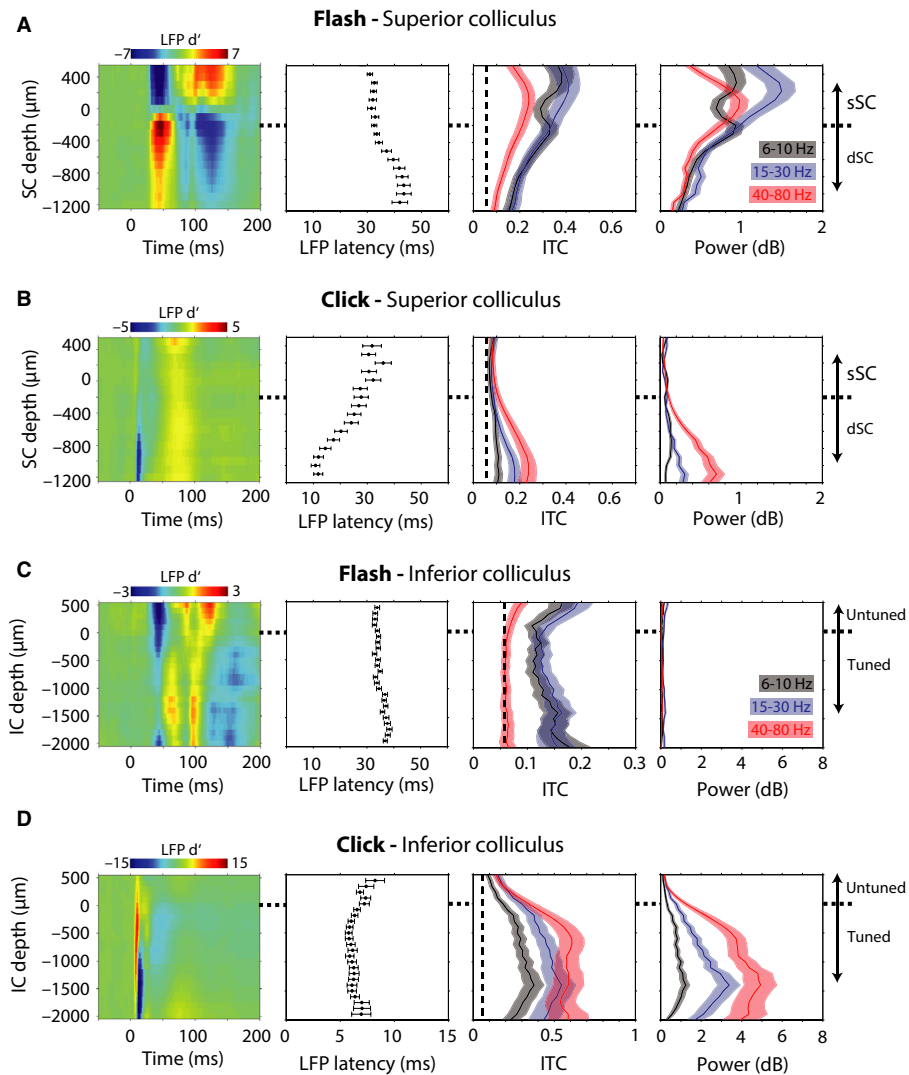 A
Flash - Superior colliculus
LFP d'
−7 7
SC depth (µm)
400
0
−400
−800
−1200
0 100 200
Time (ms)
20 40 60
LFP latency (ms)
0 0.2 0.4 0.6
ITC
6-10 Hz
15-30 Hz
40-80 Hz
0 1 2
Power (dB)
sSC
dSC
B
Click - Superior colliculus
LFP d'
−5 5
SC depth (µm)
400
0
−400
−800
−1200
0 100 200
Time (ms)
10 30 50
LFP latency (ms)
0 0.2 0.4 0.6
ITC
0 1 2
Power (dB)
sSC
dSC
C
Flash - Inferior colliculus
LFP d'
−3 3
IC depth (µm)
500
0
−500
−1000
−1500
−2000
0 100 200
Time (ms)
0 20 40 60
LFP latency (ms)
0 0.1 0.2 0.3
ITC
6-10 Hz
15-30 Hz
40-80 Hz
0 2 4 6 8
Power (dB)
Untuned
Tuned
D
Click - Inferior colliculus
LFP d'
−15 15
IC depth (µm)
500
0
−500
−1000
−1500
−2000
0 100 200
Time (ms)
0 5 10 15
LFP latency (ms)
0 0.5 1
ITC
0 2 4 6 8
Power (dB)
Untuned
Tuned